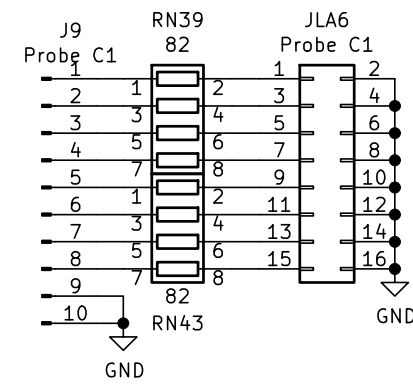 J9
Probe C1
RN39
82
JLA6
Probe C1
1 1 2 1 2
2 3 4 3 4
3 5 6 5 6
4 7 8 7 8
5 1 2 9 10
6 3 4 11 12
7 5 6 13 14
8 7 8 15 16
9
10
82
RN43
GND
GND